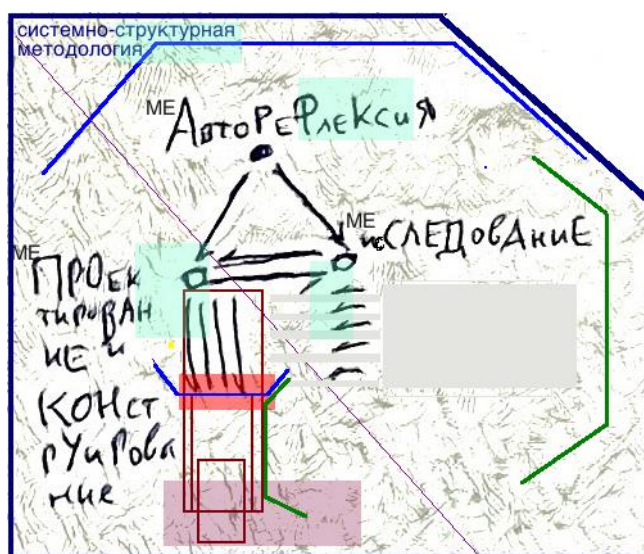 системно-структурная
методология
МЕ
АвтоРеФлеКсиЯ
МЕ
исСЛЕДовАниЕ
МЕ
ПРОек
тировАн
ие и
КОНст
рУиРова
ние